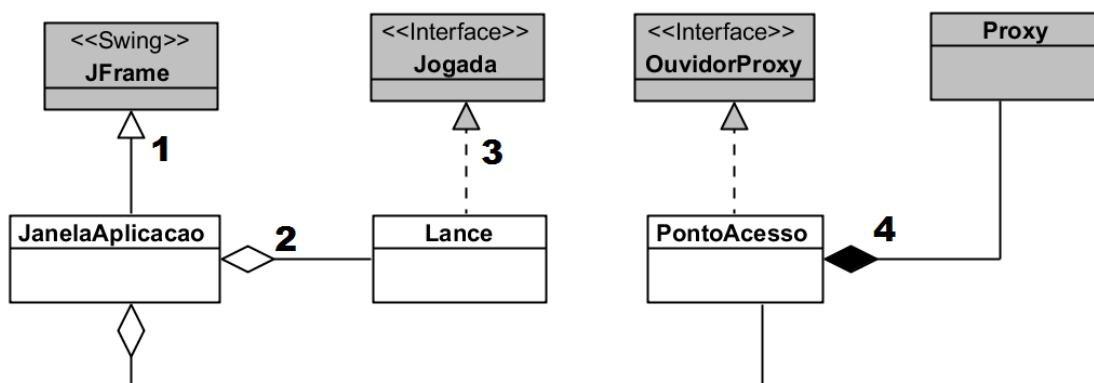 <<Swing>>
JFrame
<<Interface>>
Jogada
<<Interface>>
OuvidorProxy
Proxy
1
3
JanelaAplicacao
2
Lance
PontoAcesso
4